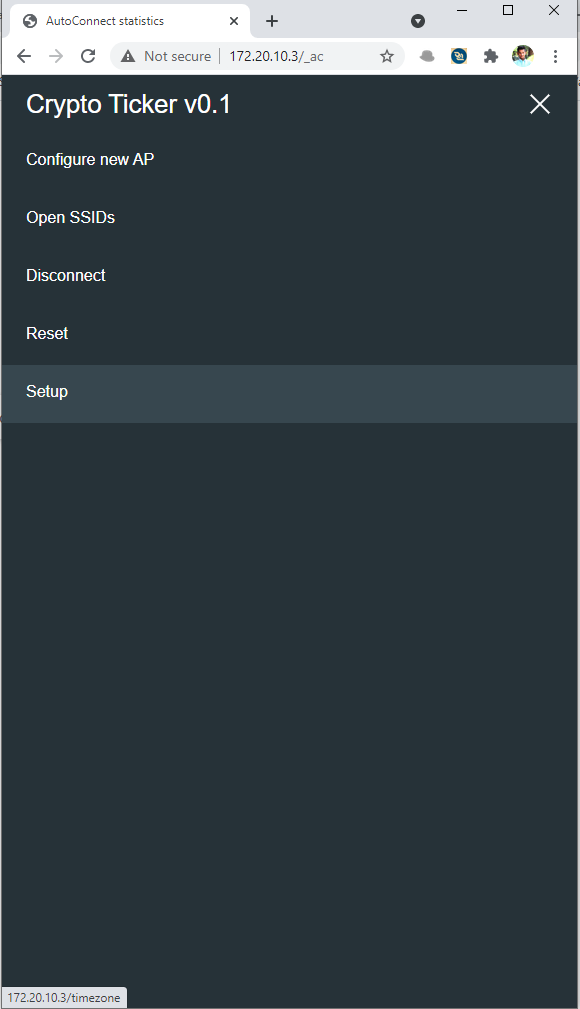 AutoConnect statistics
Not secure | 172.20.10.3/_ac
Crypto Ticker v0.1
Configure new AP
Open SSIDs
Disconnect
Reset
Setup
172.20.10.3/timezone